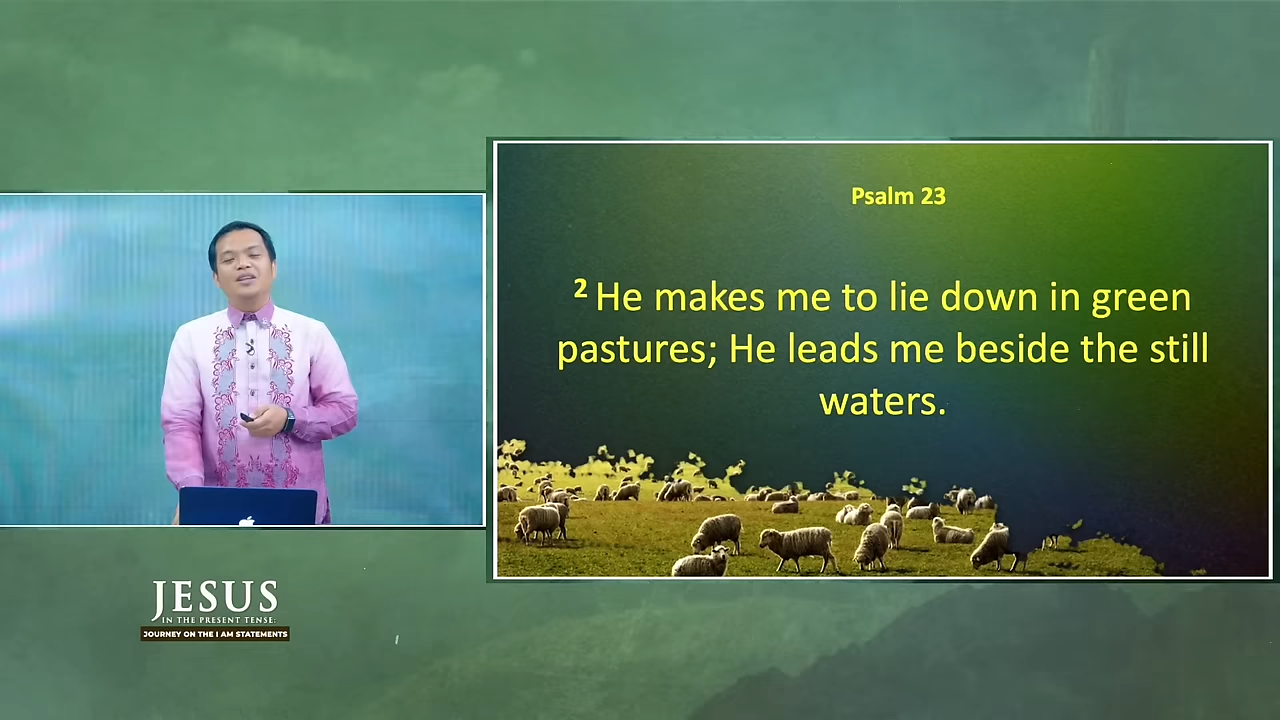 Psalm 23
2 He makes me to lie down in green
pastures; He leads me beside the still
waters.
JESUS
IN THE PRESENT TENSE:
JOURNEY ON THE I AM STATEMENTS